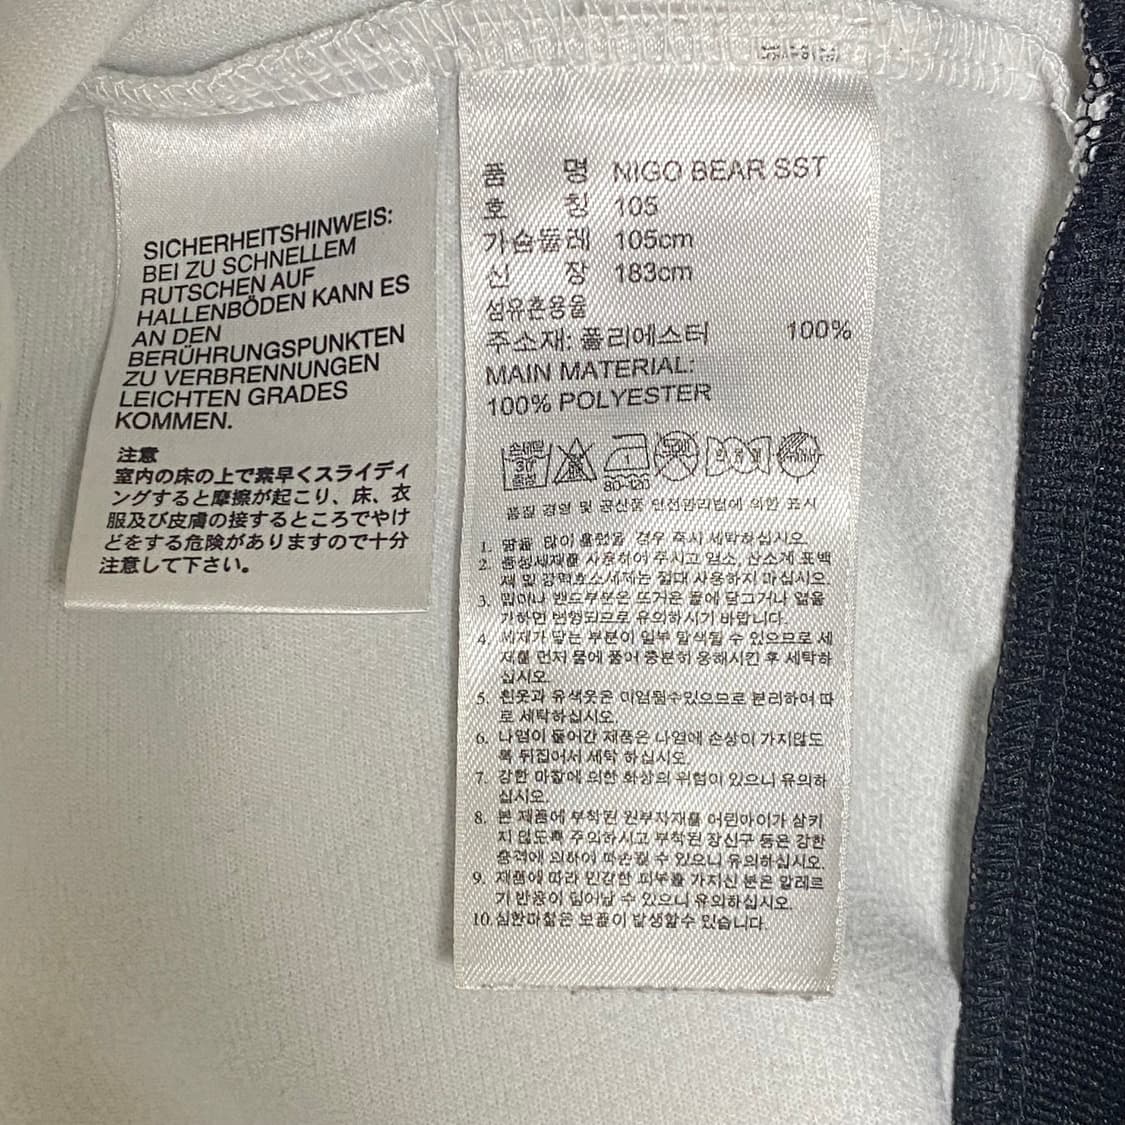 SICHERHEITSHINWEIS:
BEI ZU SCHNELLEM
RUTSCHEN AUF
HALLENBÖDEN KANN ES
AN DEN
BERÜHRUNGSPUNKTEN
ZU VERBRENNUNGEN
LEICHTEN GRADES
KOMMEN.
注意
室内の床の上で素早くスライディ
ングすると摩擦が起こり、床、衣
服及び皮膚の接するところでやけ
どをする危険がありますので十分
注意して下さい。
품 명 NIGO BEAR SST
호 칭 105
가슴둘레 105cm
신 장 183cm
섬유혼용율
주소재: 폴리에스터 100%
MAIN MATERIAL:
100% POLYESTER
80-120
품질 경영 및 공산품 안전관리법에 의한 표시
1. 땀을 많이 흘렸을 경우 즉시 세탁하십시오.
2. 중성세제를 사용하여 주시고 염소, 산소계 표백
제 및 강력효소세제는 절대 사용하지 마십시오.
3. 밑이나 밴드부분은 뜨거운 물에 담그거나 열을
가하면 변형되므로 유의하시기 바랍니다.
4. 세제가 닿는 부분이 일부 탈색될 수 있으므로 세
제를 먼저 물에 풀어 충분히 용해시킨 후 세탁하
십시오.
5. 흰옷과 유색옷은 이염될수있으므로 분리하여 따
로 세탁하십시오.
6. 나염이 들어간 제품은 나염에 손상이 가지않도
록 뒤집어서 세탁 하십시오.
7. 강한 마찰에 의한 화상의 위험이 있으니 유의하
십시오.
8. 본 제품에 부착된 원부자재를 어린아이가 삼키
지 않도록 주의하시고 부착된 장신구 등은 강한
충격에 의하여 파손될 수 있으니 유의하십시오.
9. 제품에 따라 민감한 피부를 가지신 분은 알레르
기 반응이 일어날 수 있으니 유의하십시오.
10. 심한마찰은 보풀이 발생할수 있습니다.